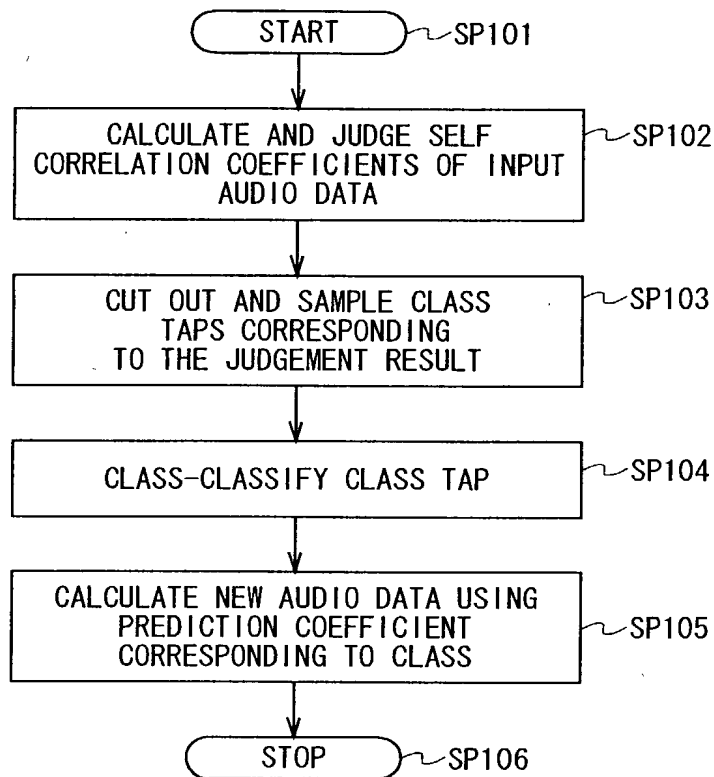 START
SP101
CALCULATE AND JUDGE SELF
CORRELATION COEFFICIENTS OF INPUT
AUDIO DATA
SP102
CUT OUT AND SAMPLE CLASS
TAPS CORRESPONDING
TO THE JUDGEMENT RESULT
SP103
CLASS-CLASSIFY CLASS TAP
SP104
CALCULATE NEW AUDIO DATA USING
PREDICTION COEFFICIENT
CORRESPONDING TO CLASS
SP105
STOP
SP106